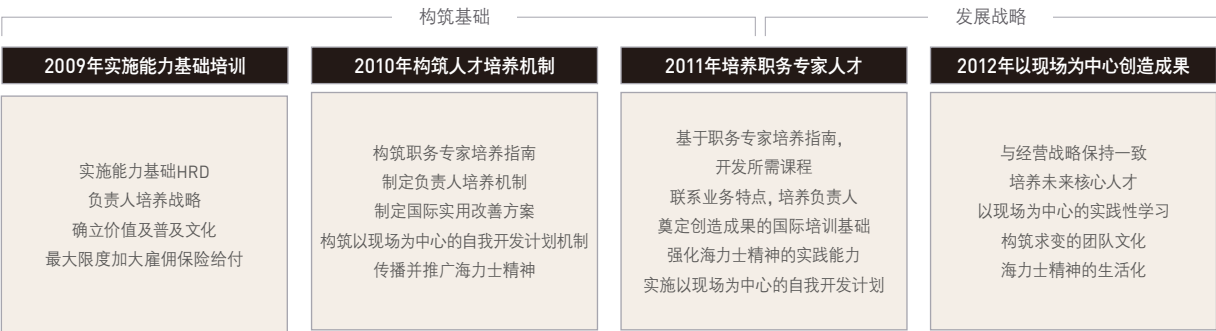 构筑基础
发展战略
2009年实施能力基础培训
实施能力基础HRD
负责人培养战略
确立价值及普及文化
最大限度加大雇佣保险给付
2010年构筑人才培养机制
构筑职务专家培养指南
制定负责人培养机制
制定国际实用改善方案
构筑以现场为中心的自我开发计划机制
传播并推广海力士精神
2011年培养职务专家人才
基于职务专家培养指南,
开发所需课程
联系业务特点, 培养负责人
奠定创造成果的国际培训基础
强化海力士精神的实践能力
实施以现场为中心的自我开发计划
2012年以现场为中心创造成果
与经营战略保持一致
培养未来核心人才
以现场为中心的实践性学习
构筑求变的团队文化
海力士精神的生活化